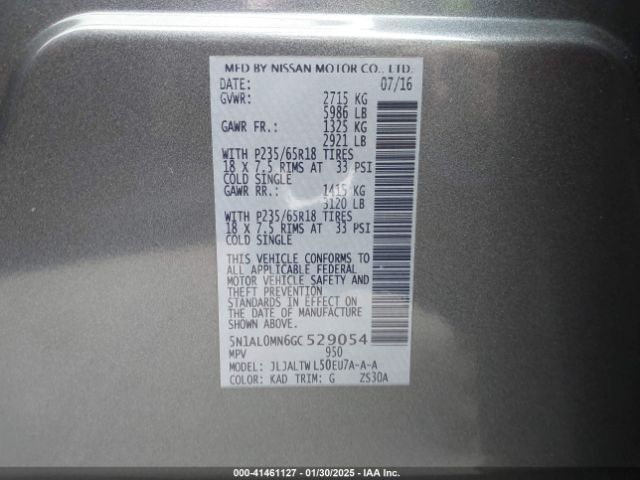 MFD BY NISSAN MOTOR CO., LTD.
DATE: 07/16
GVWR: 2715 KG
5986 LB
GAWR FR.: 1325 KG
2921 LB
WITH P235/65R18 TIRES
18 X 7.5 RIMS AT 33 PSI
COLD SINGLE
GAWR RR.: 1415 KG
3120 LB
WITH P235/65R18 TIRES
18 X 7.5 RIMS AT 33 PSI
COLD SINGLE
THIS VEHICLE CONFORMS TO
ALL APPLICABLE FEDERAL
MOTOR VEHICLE SAFETY AND
THEFT PREVENTION
STANDARDS IN EFFECT ON
THE DATE OF MANUFACTURE
SHOWN ABOVE.
5N1AL0MN6GC529054
MPV 950
MODEL: JLJALTWL50EU7A-A-A
COLOR: KAD TRIM: G ZS30A
000-41461127 - 01/30/2025 - IAA Inc.